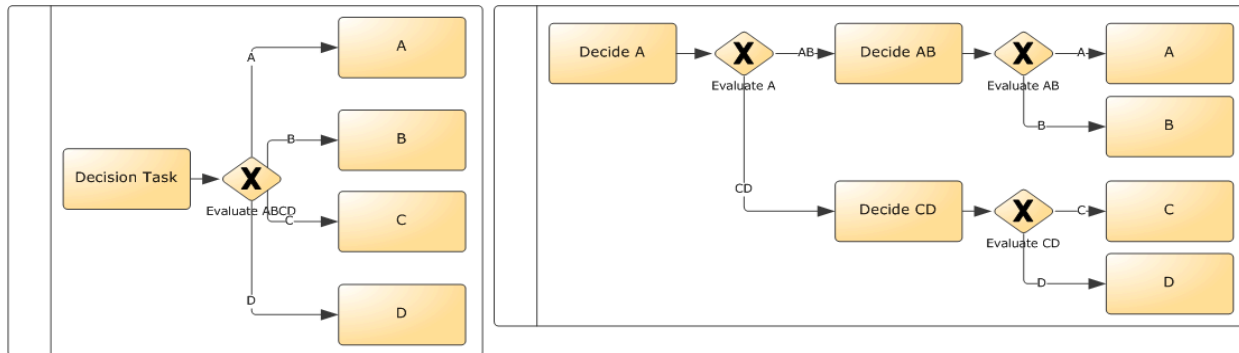 A
A
B
B
Decision Task
Evaluate ABCD
C
C
D
D
Decide A
Evaluate A
AB
Decide AB
Evaluate AB
A
A
B
B
CD
Decide CD
Evaluate CD
C
C
D
D